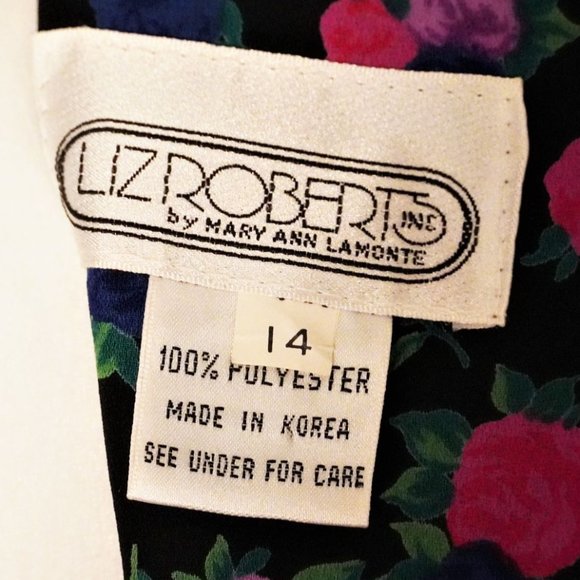 LIZ ROBERTS INC
by MARY ANN LAMONTE
14
100% POLYESTER
MADE IN KOREA
SEE UNDER FOR CARE